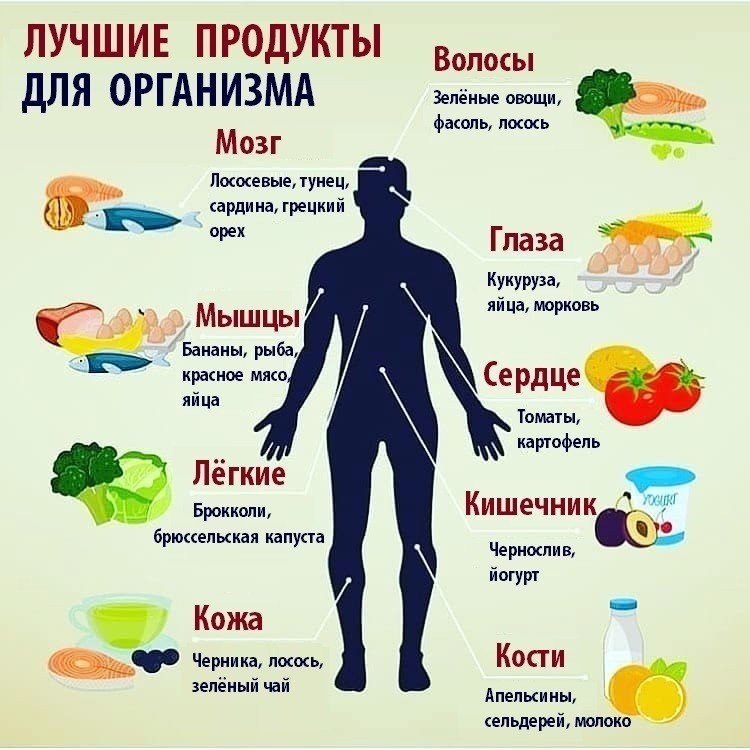 ЛУЧШИЕ ПРОДУКТЫ
ДЛЯ ОРГАНИЗМА
Волосы
Зелёные овощи,
фасоль, лосось
Мозг
Лососевые, тунец,
сардина, грецкий
орех
Глаза
Кукуруза,
яйца, морковь
Мышцы
Бананы, рыба,
красное мясо,
яйца
Сердце
Томаты,
картофель
Лёгкие
Брокколи,
брюссельская капуста
Кишечник
Чернослив,
йогурт
YOGURT
Кожа
Черника, лосось,
зелёный чай
Кости
Апельсины,
сельдерей, молоко